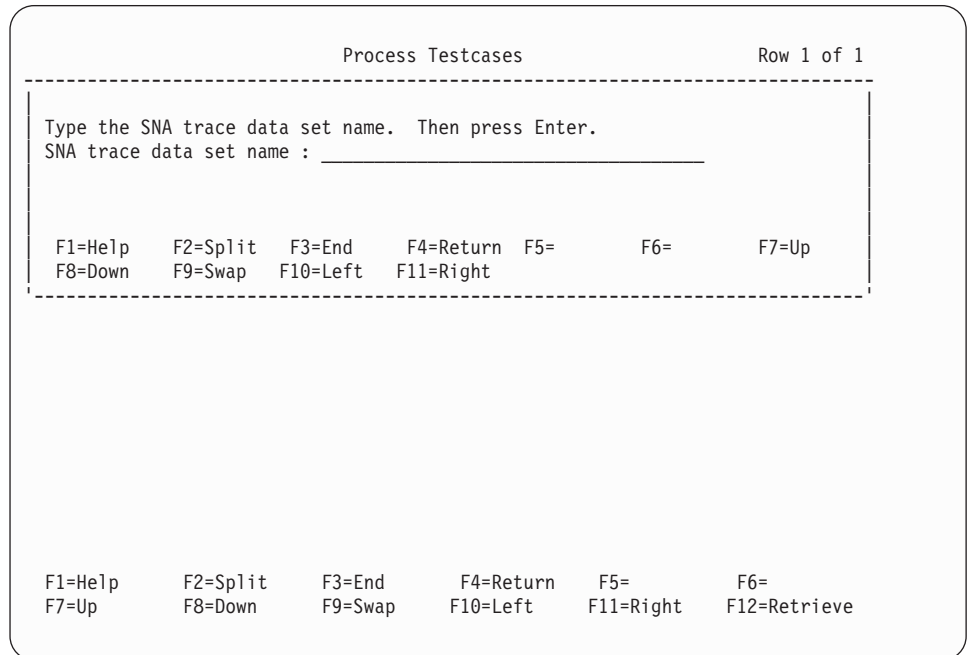 Process Testcases Row 1 of 1
Type the SNA trace data set name. Then press Enter.
SNA trace data set name : ____________________________________
F1=Help F2=Split F3=End F4=Return F5= F6= F7=Up
F8=Down F9=Swap F10=Left F11=Right
F1=Help F2=Split F3=End F4=Return F5= F6=
F7=Up F8=Down F9=Swap F10=Left F11=Right F12=Retrieve